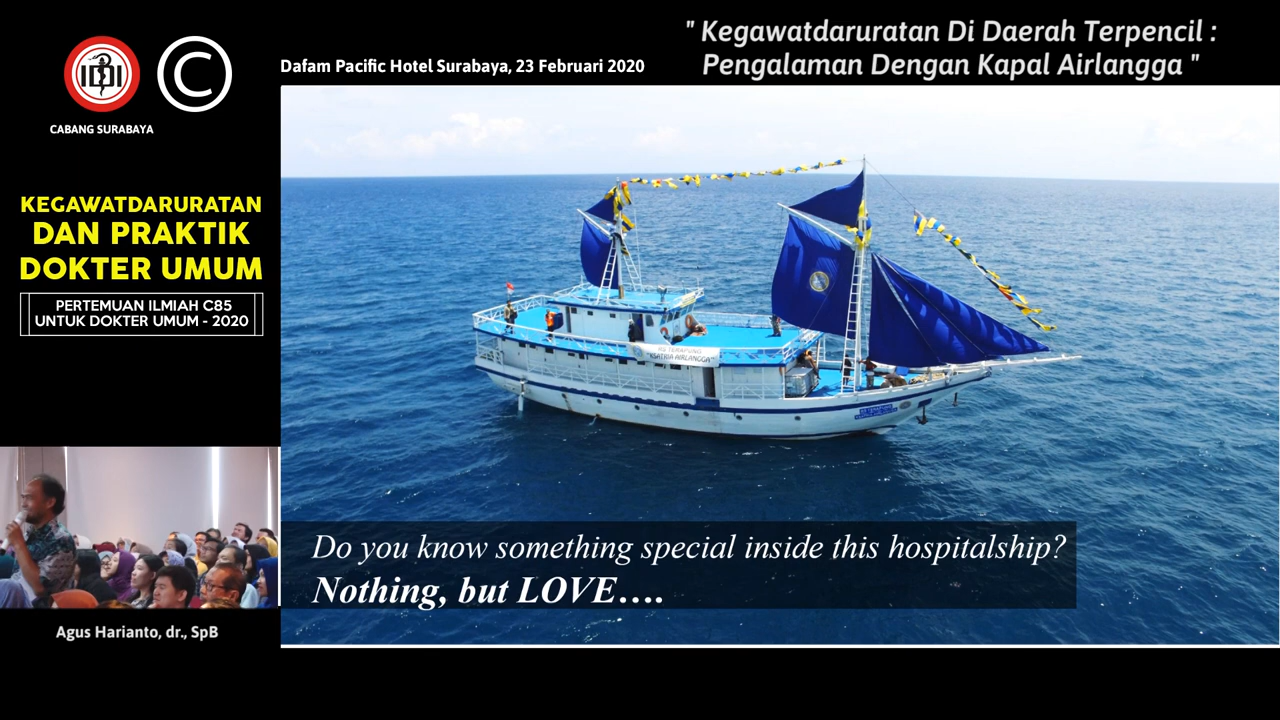 IDI
C
CABANG SURABAYA
Dafam Pacific Hotel Surabaya, 23 Februari 2020
" Kegawatdaruratan Di Daerah Terpencil :
Pengalaman Dengan Kapal Airlangga "
KEGAWATDARURATAN
DAN PRAKTIK
DOKTER UMUM
PERTEMUAN ILMIAH C85
UNTUK DOKTER UMUM - 2020
RS TERAPUNG
"KSATRIA AIRLANGGA"
Do you know something special inside this hospitalship?
Nothing, but LOVE....
Agus Harianto, dr., SpB